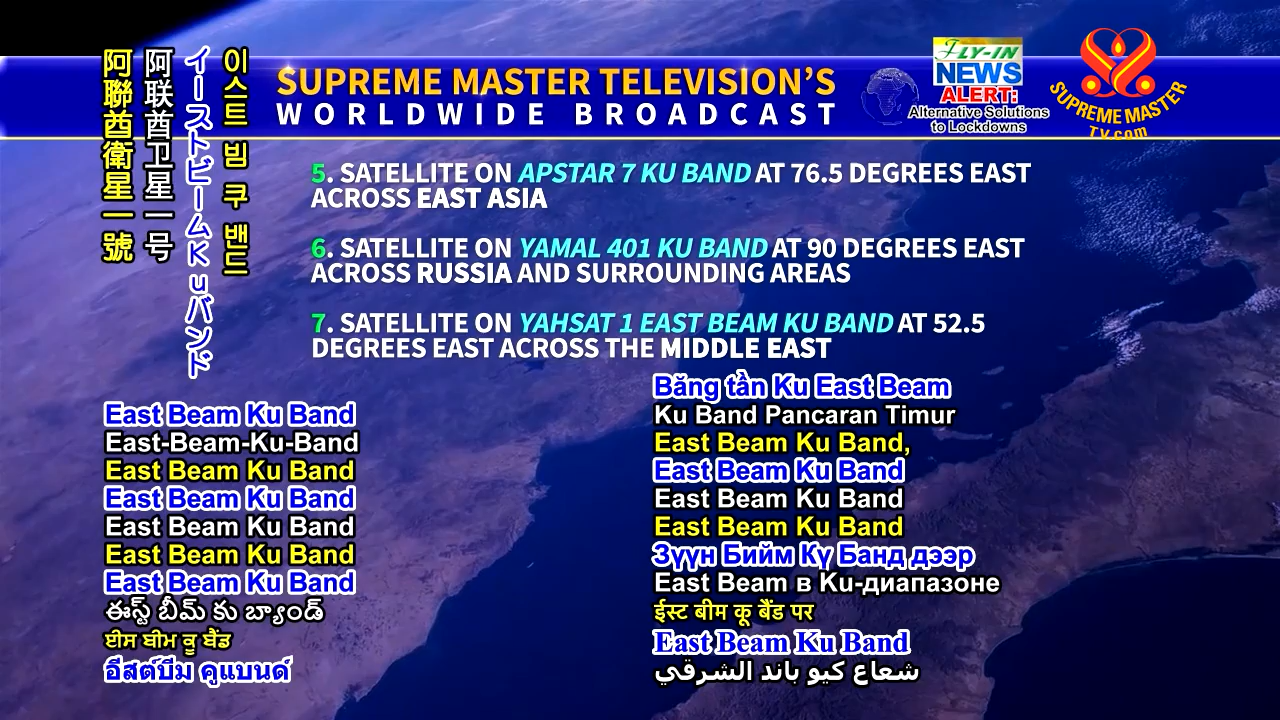 阿聯酋衛星一號
阿联酋卫星一号
イーストビームKuバンド
이스트 빔 쿠 밴드
SUPREME MASTER TELEVISION'S
WORLDWIDE BROADCAST
FLY-IN
NEWS
ALERT:
Alternative Solutions
to Lockdowns
SUPREME MASTER
TV.com
5. SATELLITE ON APSTAR 7 KU BAND AT 76.5 DEGREES EAST
ACROSS EAST ASIA
6. SATELLITE ON YAMAL 401 KU BAND AT 90 DEGREES EAST
ACROSS RUSSIA AND SURROUNDING AREAS
7. SATELLITE ON YAHSAT 1 EAST BEAM KU BAND AT 52.5
DEGREES EAST ACROSS THE MIDDLE EAST
East Beam Ku Band
East-Beam-Ku-Band
East Beam Ku Band
East Beam Ku Band
East Beam Ku Band
East Beam Ku Band
East Beam Ku Band
ఈస్ట్ బీమ్ కు బ్యాండ్
ਈਸ ਬੀਮ ਕੂ ਬੈਂਡ
อีสต์บีม คูแบนด์
Băng tần Ku East Beam
Ku Band Pancaran Timur
East Beam Ku Band,
East Beam Ku Band
East Beam Ku Band
East Beam Ku Band
Зүүн Бийм Кү Банд дээр
East Beam в Ku-диапазоне
ईस्ट बीम कू बैंड पर
East Beam Ku Band
شعاع كيو باند الشرقي